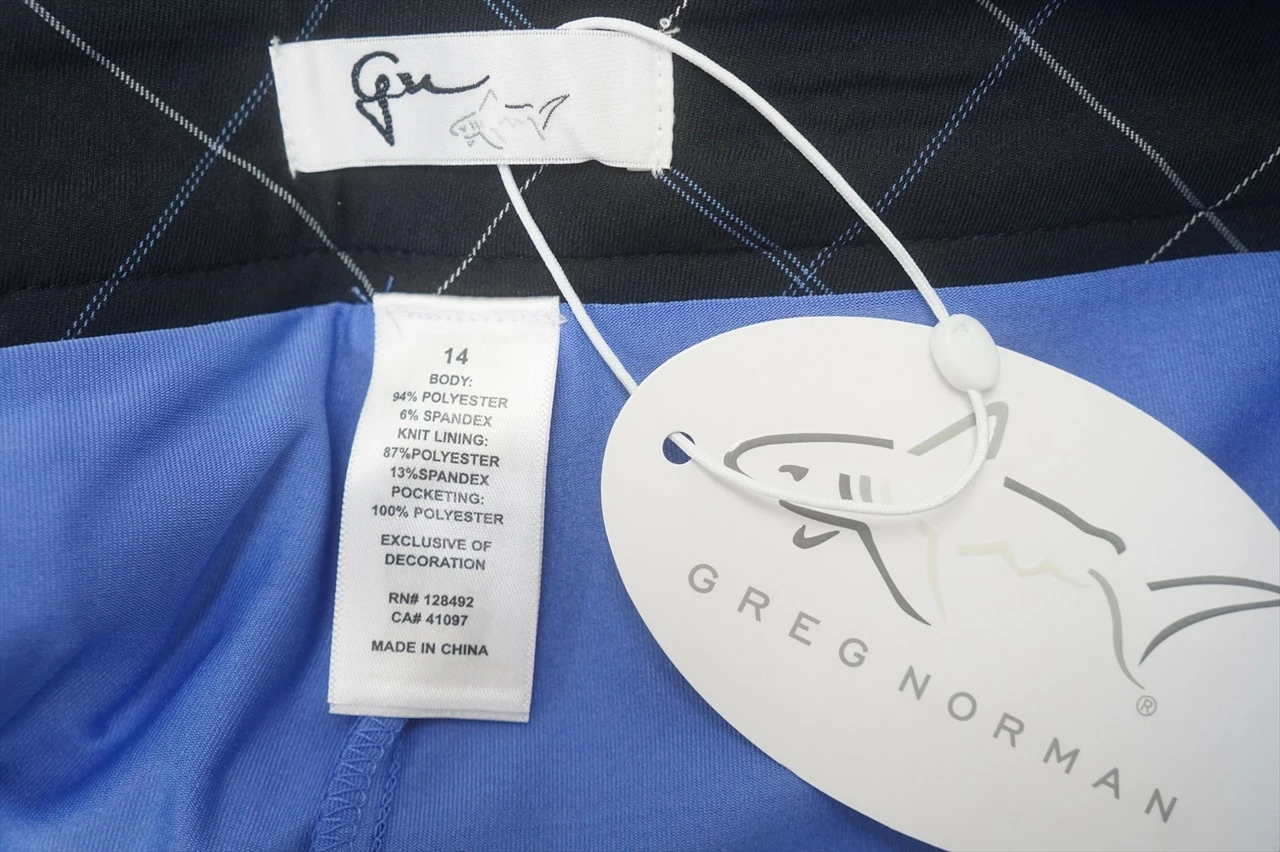 14
BODY:
94% POLYESTER
6% SPANDEX
KNIT LINING:
87%POLYESTER
13%SPANDEX
POCKETING:
100% POLYESTER
EXCLUSIVE OF
DECORATION
RN# 128492
CA# 41097
MADE IN CHINA
GREG NORMAN
®